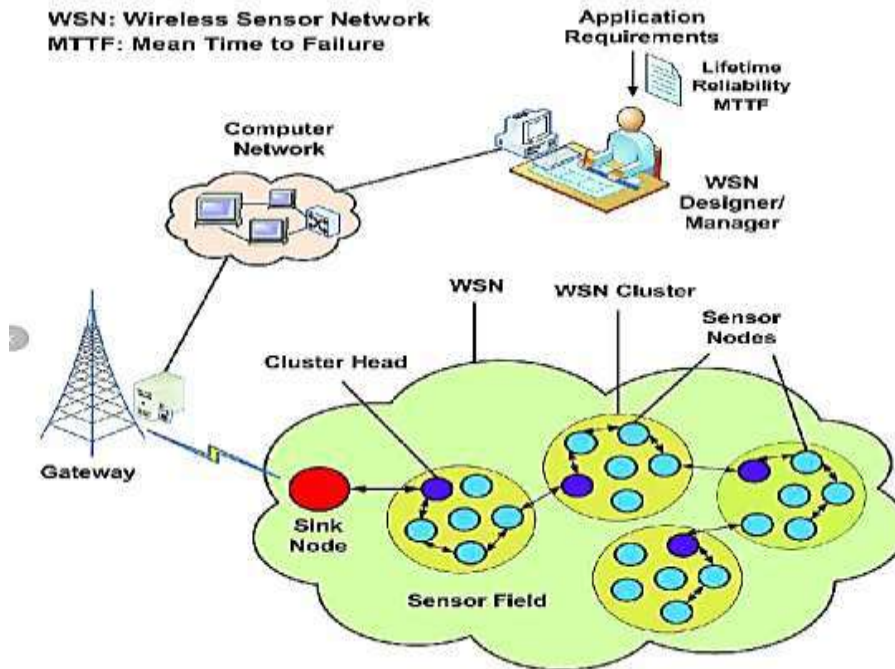 WSN: Wireless Sensor Network
MTTF: Mean Time to Failure
Application
Requirements
Lifetime
Reliability
MTTF
Computer
Network
WSN
Designer/
Manager
WSN
WSN Cluster
Sensor
Nodes
Cluster Head
Gateway
Sink
Node
Sensor Field